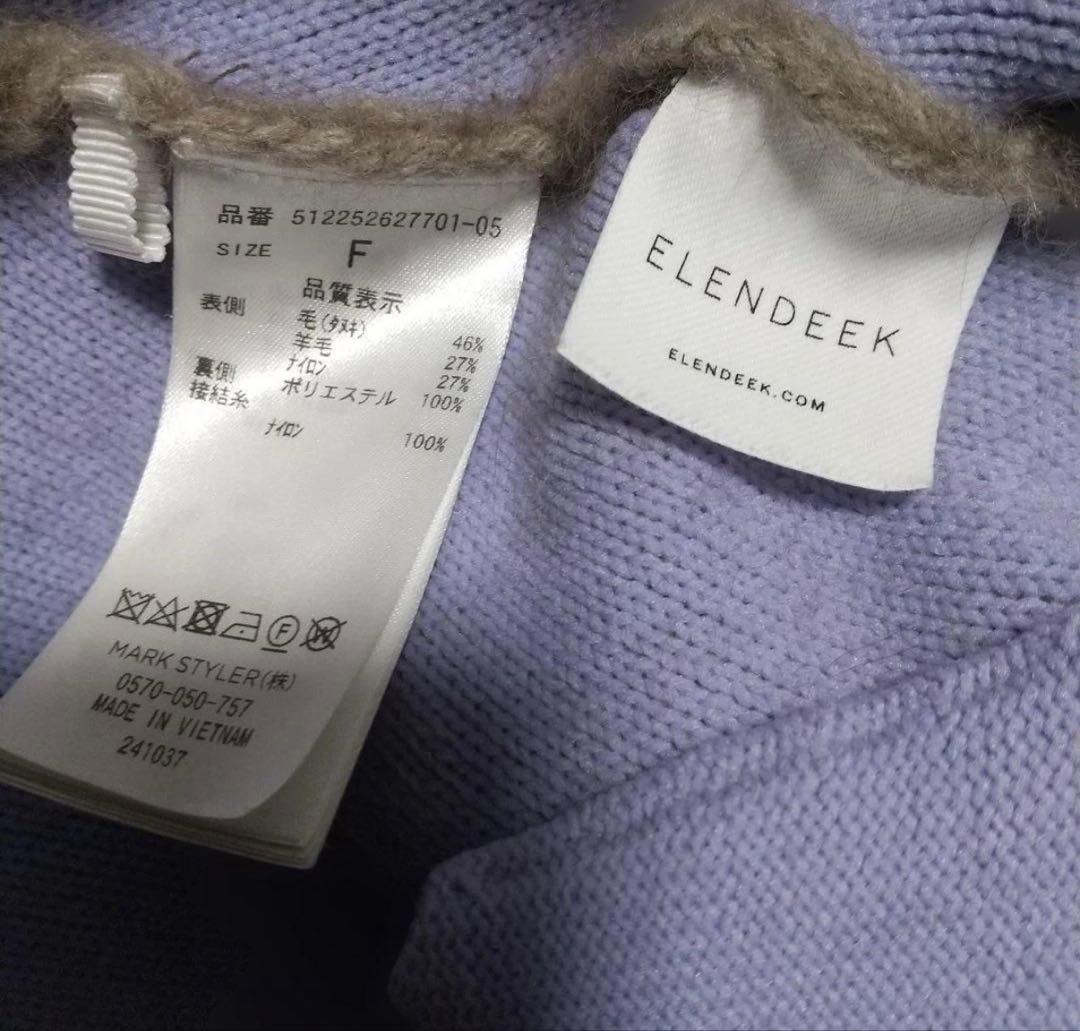 品番 512252627701-05
SIZE F
品質表示
表側 毛(タヌキ) 46%
羊毛 27%
ナイロン 27%
裏側 ポリエステル 100%
接結糸 ナイロン 100%
F
W
MARK STYLER(株)
0570-050-757
MADE IN VIETNAM
241037
ELENDEEK
ELENDEEK.COM